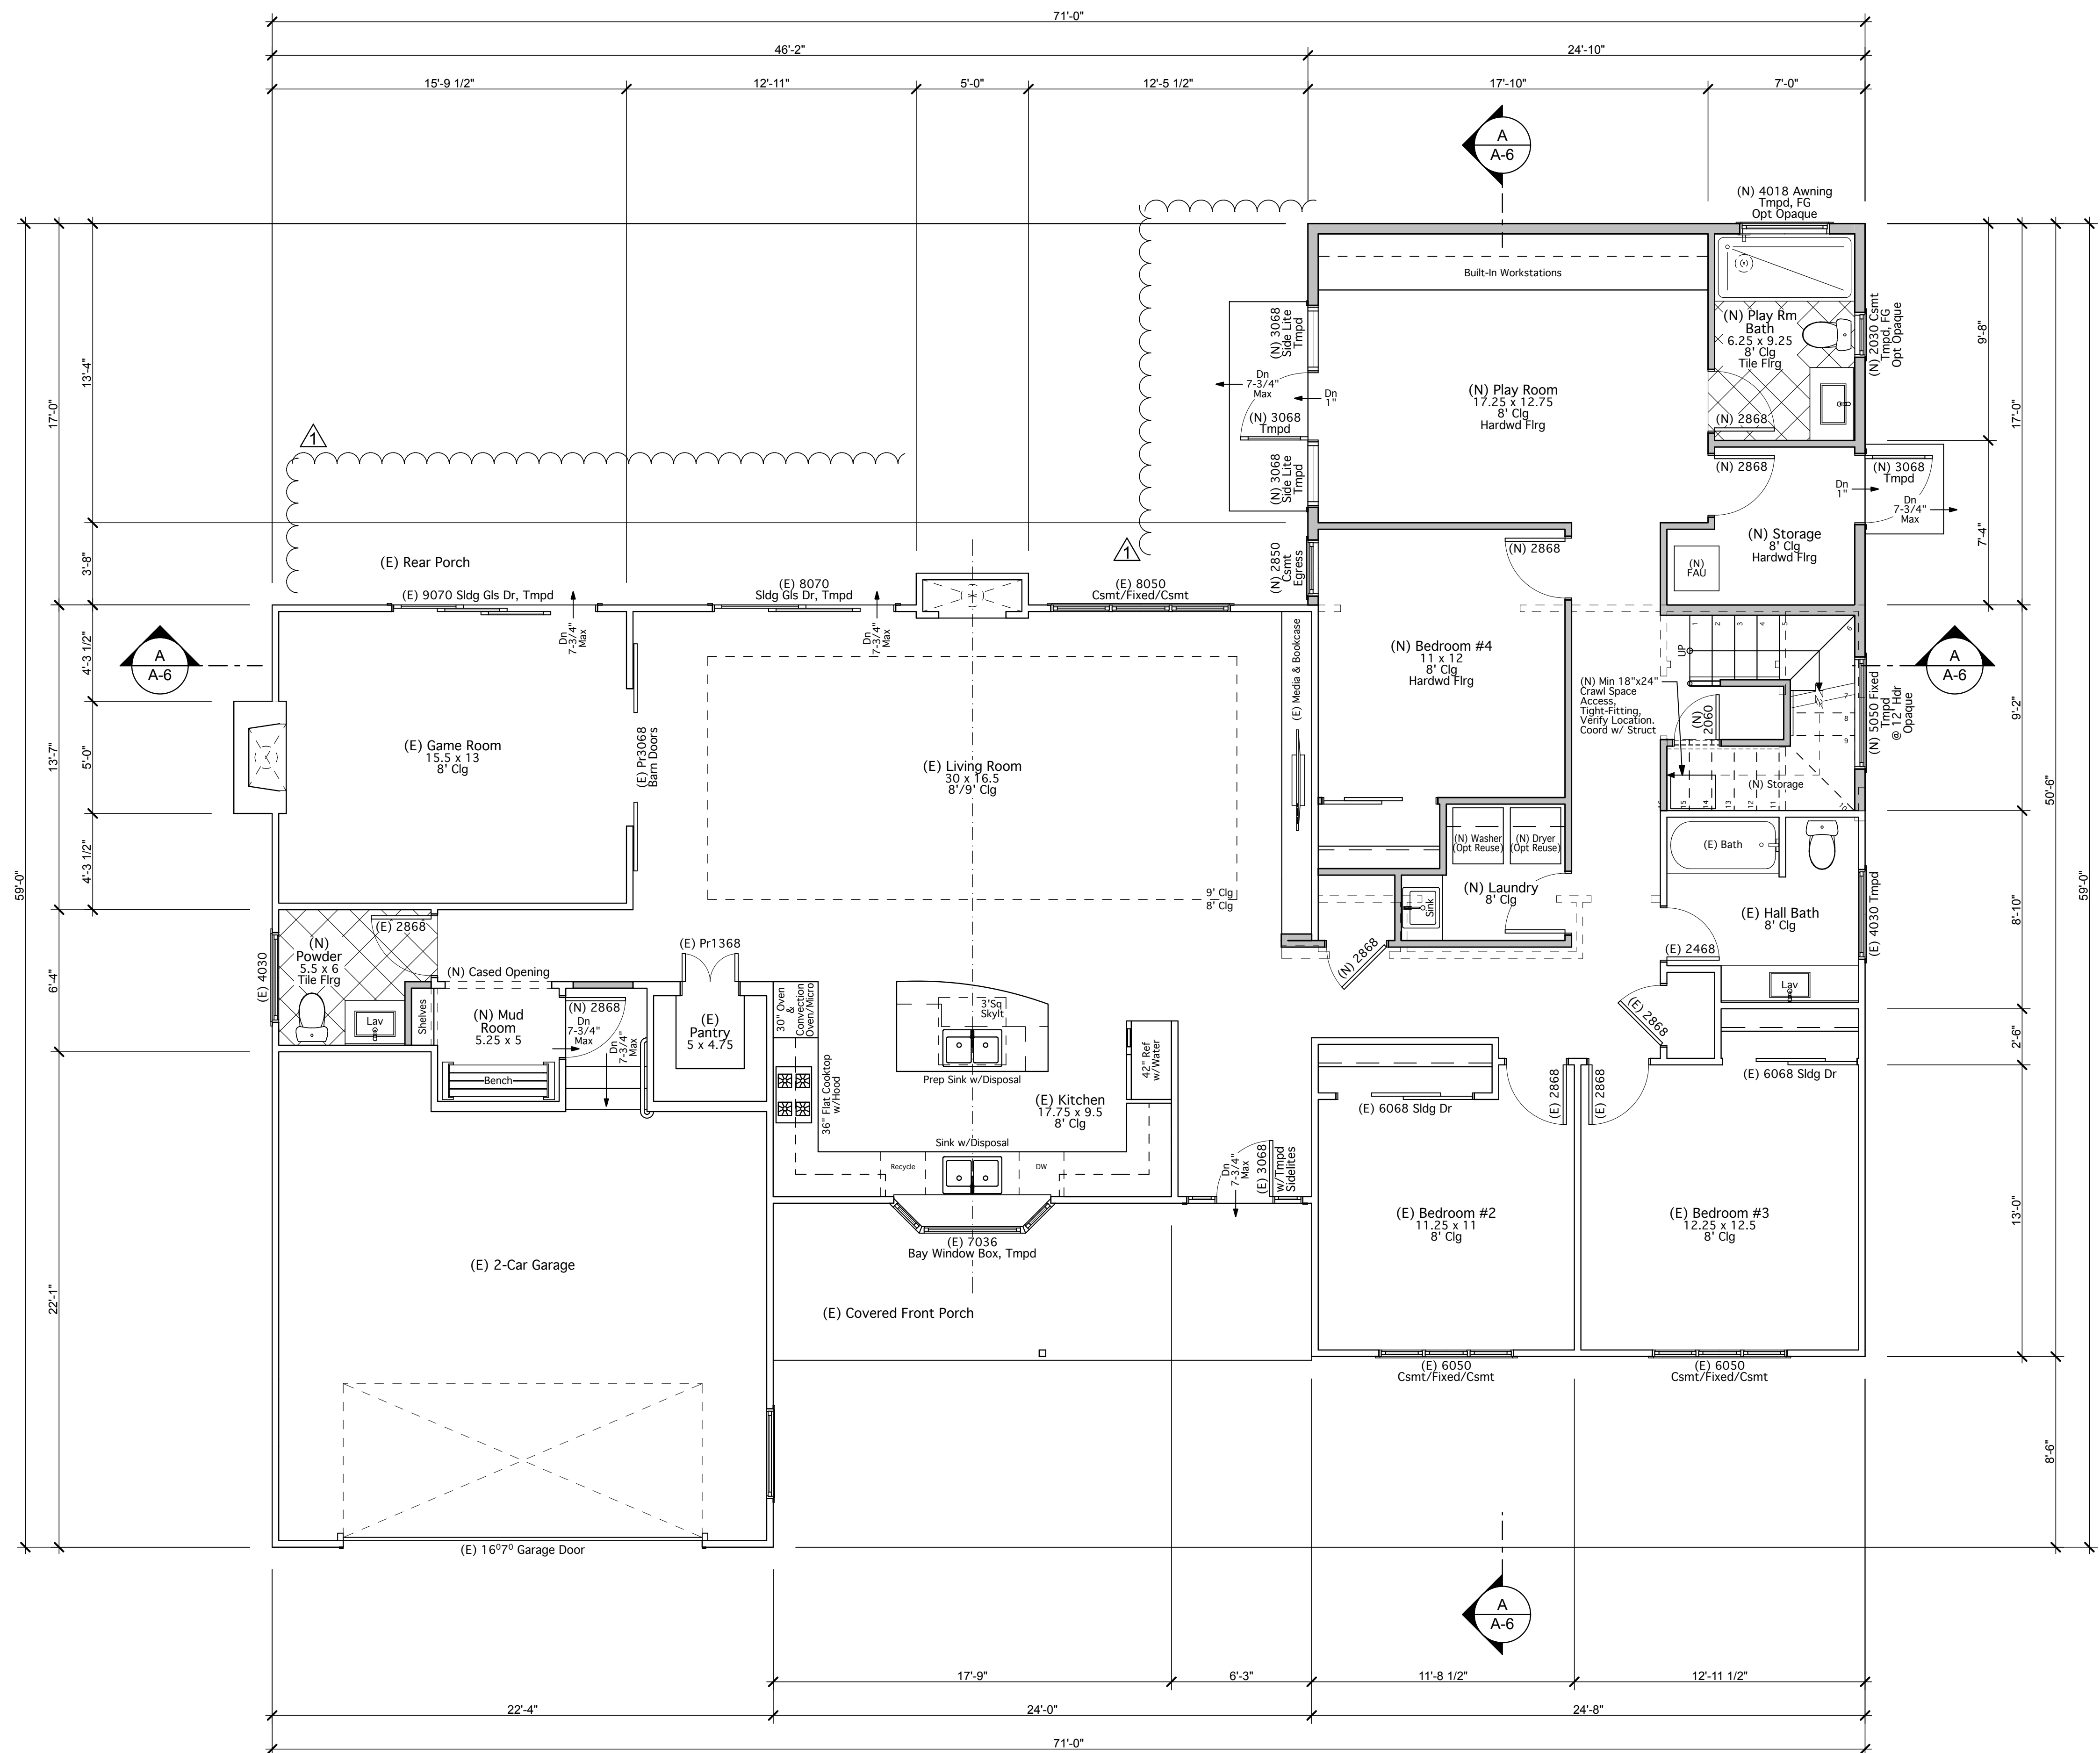 71'-0"
46'-2"
24'-10"
15'-9 1/2"
12'-11"
5'-0"
12'-5 1/2"
17'-10"
7'-0"
A
A-6
(N) 4018 Awning
Tmpd, FG
Opt Opaque
Built-In Workstations
(N) 3068
Side Lite
Tmpd
(N) Play Rm
Bath
6.25 x 9.25
8' Clg
Tile Flrg
(N) 2030 Csmt
Tmpd, FG
Opt Opaque
9'-8"
13'-4"
17'-0"
17'-0"
Dn
7-3/4"
Max
Dn
1"
(N) Play Room
17.25 x 12.75
8' Clg
Hardwd Flrg
(N) 3068
Tmpd
(N) 2868
1
(N) 3068
Side Lite
Tmpd
(N) 2868
(N) 3068
Tmpd
Dn
1"
Dn
7-3/4"
Max
(N) Storage
8' Clg
Hardwd Flrg
7'-4"
3'-8"
(E) Rear Porch
1
(N) 2850
Csmt
Egress
(N) 2868
(N)
FAU
(E) 9070 Sldg Gls Dr, Tmpd
(E) 8070
Sldg Gls Dr, Tmpd
(E) 8050
Csmt/Fixed/Csmt
Dn
7-3/4"
Max
Dn
7-3/4"
Max
A
A-6
4'-3 1/2"
(E) Media & Bookcase
(N) Bedroom #4
11 x 12
8' Clg
Hardwd Flrg
UP
1
2
3
4
5
6
7
8
9
10
11
12
13
14
15
A
A-6
(N) Min 18"x24"
Crawl Space
Access,
Tight-Fitting,
Verify Location.
Coord w/ Struct
(N)
2060
(N) 5050 Fixed
Tmpd
@ 12' Hdr
Opaque
9'-2"
13'-7"
5'-0"
(E) Game Room
15.5 x 13
8' Clg
(E) Pr3068
Barn Doors
(E) Living Room
30 x 16.5
8'/9' Clg
(N) Storage
50'-6"
59'-0"
59'-0"
4'-3 1/2"
(N) Washer
(Opt Reuse)
(N) Dryer
(Opt Reuse)
(E) Bath
9' Clg
8' Clg
(N) Laundry
8' Clg
Sink
(E) Hall Bath
8' Clg
(E) 4030 Tmpd
8'-10"
(E) 2868
(N)
Powder
5.5 x 6
Tile Flrg
(E) 4030
6'-4"
Lav
(N) Cased Opening
(E) Pr1368
(N) 2868
(E) 2468
Lav
Shelves
(N) Mud
Room
5.25 x 5
(N) 2868
Dn
7-3/4"
Max
Dn
7-3/4"
Max
Bench
(E)
Pantry
5 x 4.75
30" Oven
&
Convection
Oven/Micro
3'Sq
Skylt
Prep Sink w/Disposal
42" Ref
w/Water
(E) 2868
2'-6"
36" Flat Cooktop
w/Hood
(E) Kitchen
17.75 x 9.5
8' Clg
(E) 6068 Sldg Dr
(E) 2868
(E) 2868
(E) 6068 Sldg Dr
Sink w/Disposal
Recycle
DW
Dn
7-3/4"
Max
(E) 3068
w/Tmpd
Sidelites
(E) 7036
Bay Window Box, Tmpd
(E) Bedroom #2
11.25 x 11
8' Clg
(E) Bedroom #3
12.25 x 12.5
8' Clg
13'-0"
(E) 2-Car Garage
22'-1"
(E) Covered Front Porch
(E) 6050
Csmt/Fixed/Csmt
(E) 6050
Csmt/Fixed/Csmt
8'-6"
(E) 16⁰7⁰ Garage Door
A
A-6
17'-9"
6'-3"
11'-8 1/2"
12'-11 1/2"
22'-4"
24'-0"
24'-8"
71'-0"